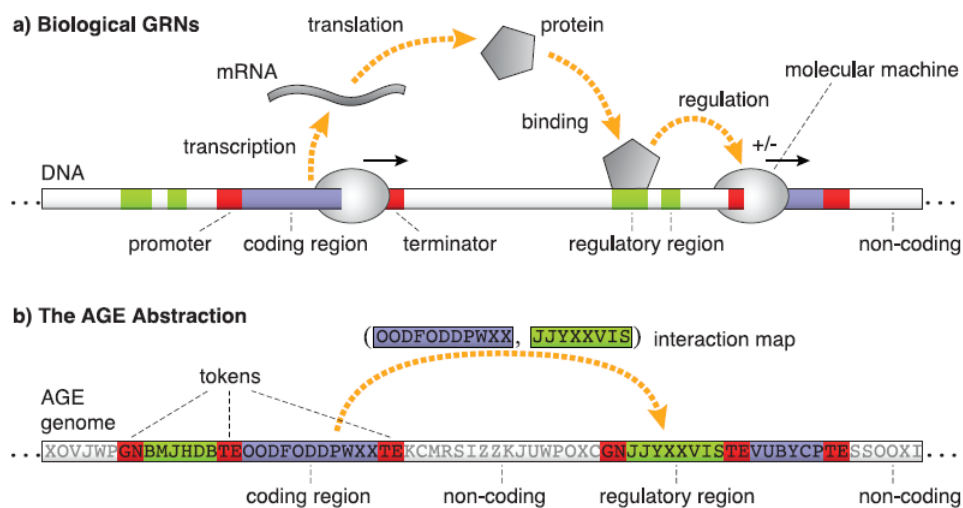 a) Biological GRNs
translation
protein
mRNA
molecular machine
binding
regulation
transcription
+/-
DNA
... ...
promoter coding region terminator regulatory region non-coding
b) The AGE Abstraction
(OODFODDPWXX, JJYXXVIS) interaction map
tokens
AGE
genome
...XOVJWPGNBMJHDBTEOODFODDPWXXTEKCMRSIZZKJUWPOXCGNJJYXXVISTEVUBYCPTESSOOXI...
coding region non-coding regulatory region non-coding